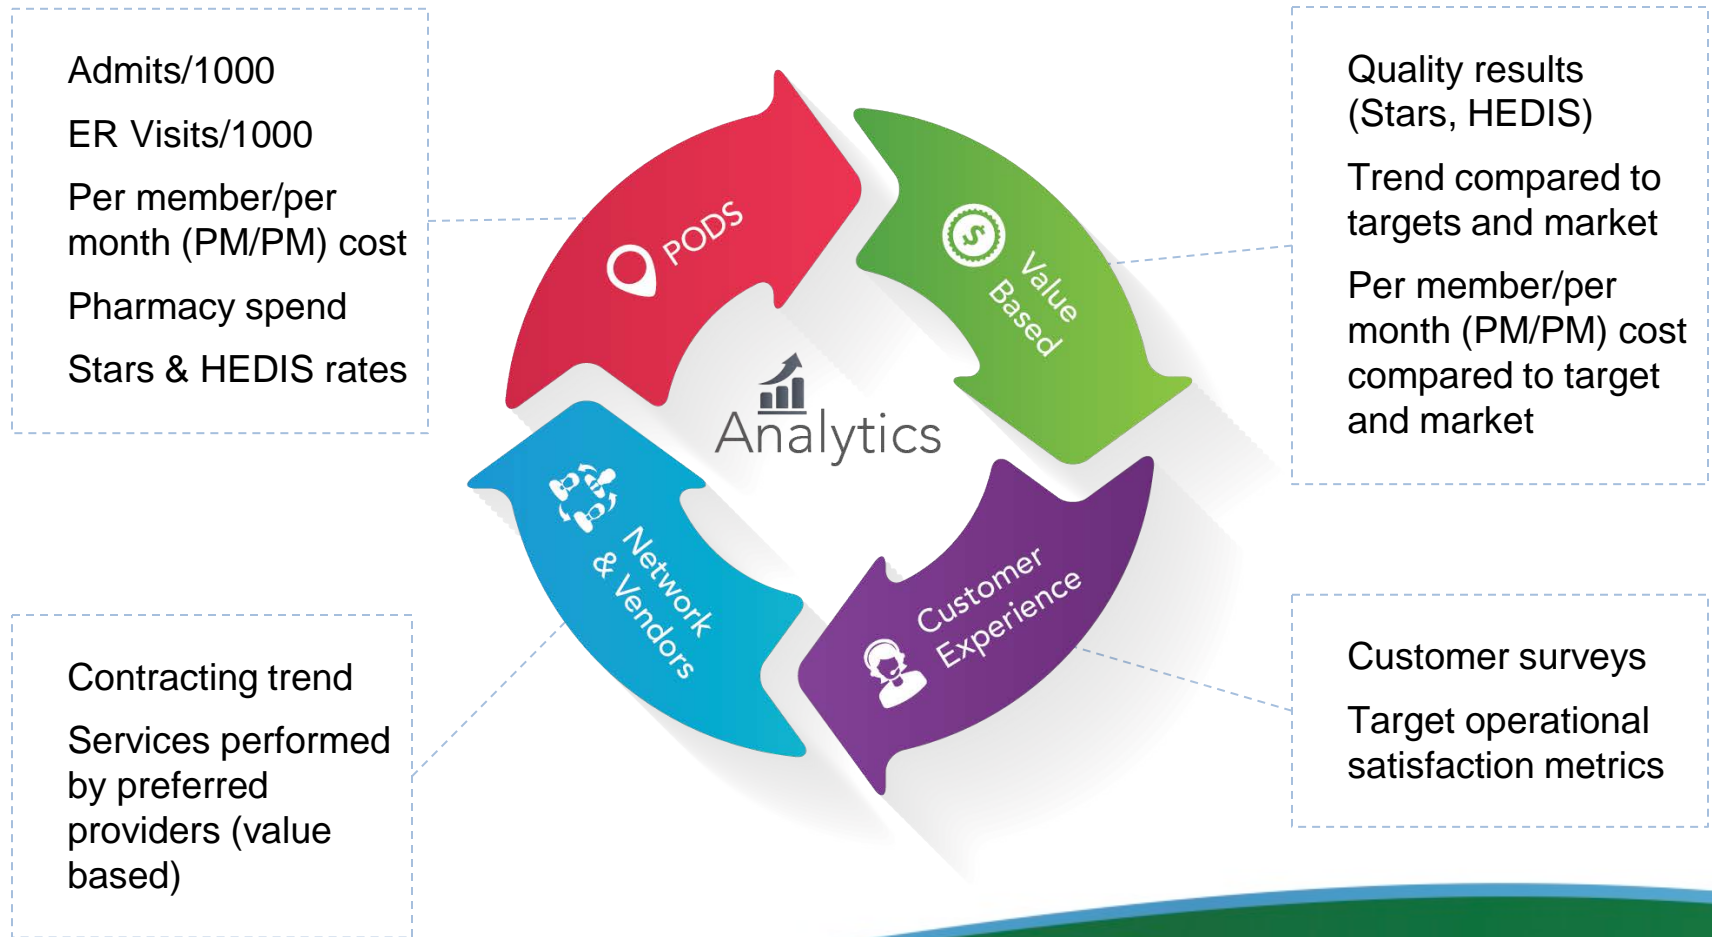 Admits/1000
ER Visits/1000
Per member/per
month (PM/PM) cost
Pharmacy spend
Stars & HEDIS rates
Quality results
(Stars, HEDIS)
Trend compared to
targets and market
Per member/per
month (PM/PM) cost
compared to target
and market
PODS
$
Value
Based
Analytics
Network
& Vendors
Customer
Experience
Contracting trend
Services performed
by preferred
providers (value
based)
Customer surveys
Target operational
satisfaction metrics